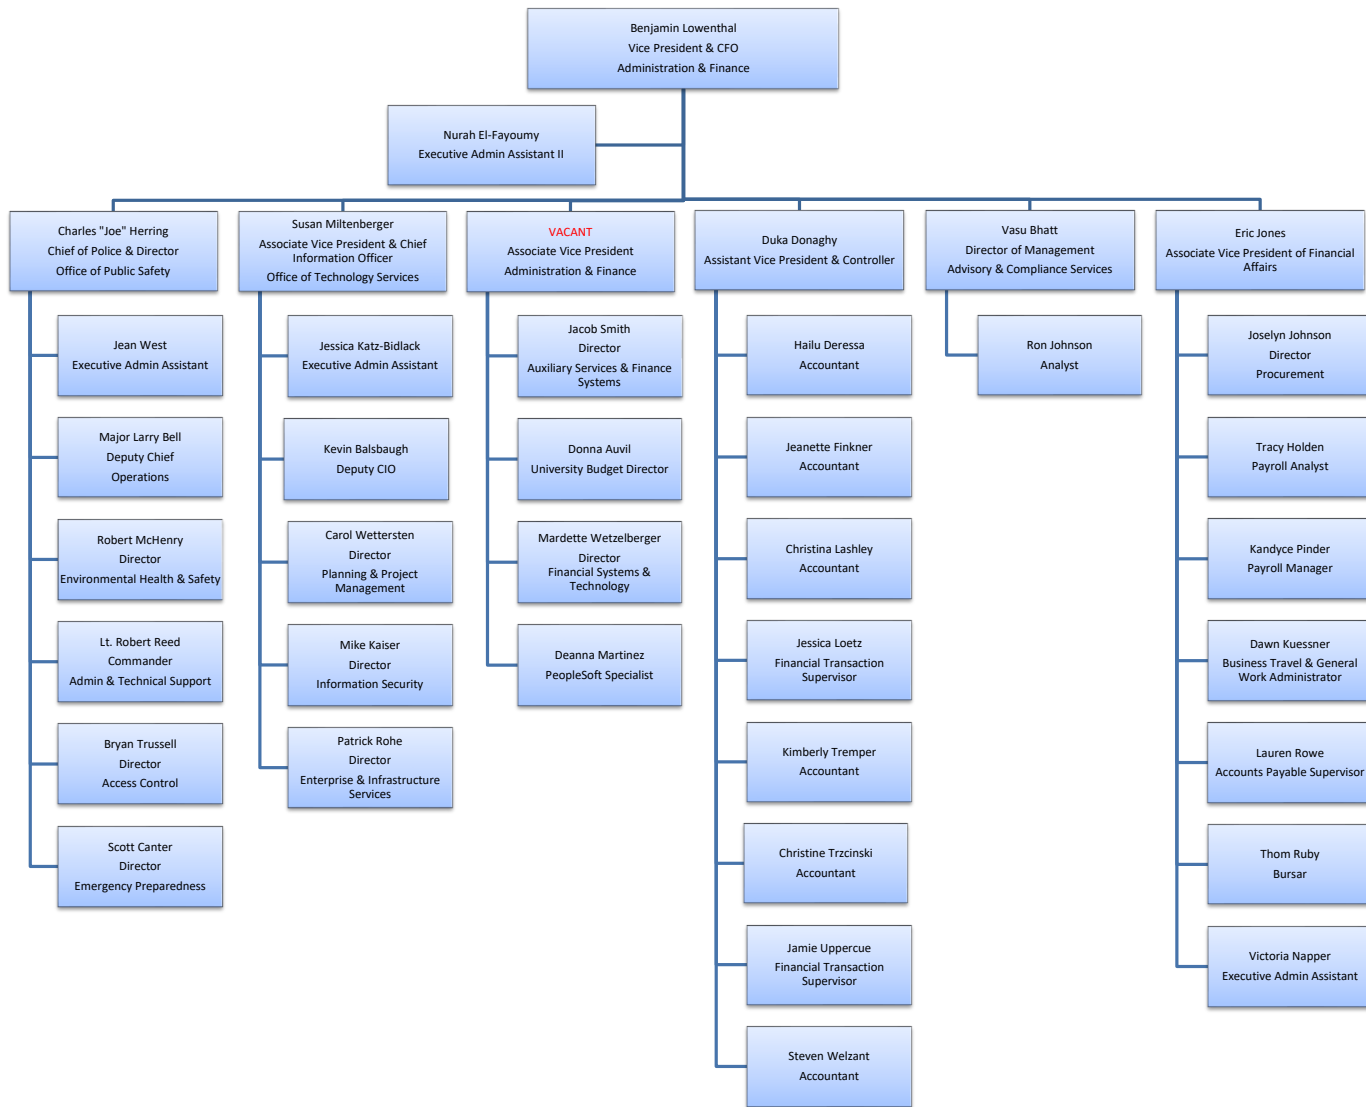 Benjamin Lowenthal
Vice President & CFO
Administration & Finance
Nurah El-Fayoumy
Executive Admin Assistant II
Charles "Joe" Herring
Chief of Police & Director
Office of Public Safety
Jean West
Executive Admin Assistant
Major Larry Bell
Deputy Chief
Operations
Robert McHenry
Director
Environmental Health & Safety
Lt. Robert Reed
Commander
Admin & Technical Support
Bryan Trussell
Director
Access Control
Scott Canter
Director
Emergency Preparedness
Susan Miltenberger
Associate Vice President & Chief
Information Officer
Office of Technology Services
Jessica Katz-Bidlack
Executive Admin Assistant
Kevin Balsbaugh
Deputy CIO
Carol Wettersten
Director
Planning & Project
Management
Mike Kaiser
Director
Information Security
Patrick Rohe
Director
Enterprise & Infrastructure
Services
VACANT
Associate Vice President
Administration & Finance
Jacob Smith
Director
Auxiliary Services & Finance
Systems
Donna Auvil
University Budget Director
Mardette Wetzelberger
Director
Financial Systems &
Technology
Deanna Martinez
PeopleSoft Specialist
Duka Donaghy
Assistant Vice President & Controller
Hailu Deressa
Accountant
Jeanette Finkner
Accountant
Christina Lashley
Accountant
Jessica Loetz
Financial Transaction
Supervisor
Kimberly Tremper
Accountant
Christine Trzcinski
Accountant
Jamie Uppercue
Financial Transaction
Supervisor
Steven Welzant
Accountant
Vasu Bhatt
Director of Management
Advisory & Compliance Services
Ron Johnson
Analyst
Eric Jones
Associate Vice President of Financial
Affairs
Joselyn Johnson
Director
Procurement
Tracy Holden
Payroll Analyst
Kandyce Pinder
Payroll Manager
Dawn Kuessner
Business Travel & General
Work Administrator
Lauren Rowe
Accounts Payable Supervisor
Thom Ruby
Bursar
Victoria Napper
Executive Admin Assistant